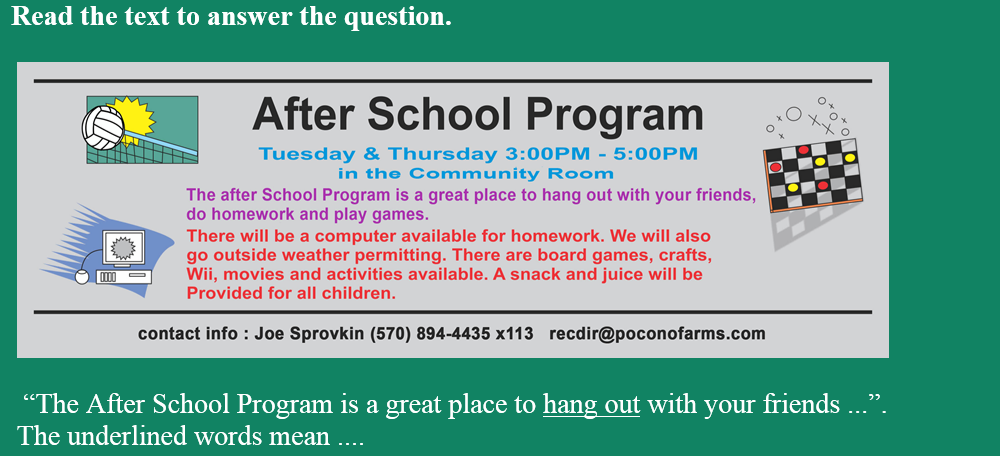 Read the text to answer the question.
After School Program
Tuesday & Thursday 3:00PM - 5:00PM
in the Community Room
The after School Program is a great place to hang out with your friends,
do homework and play games.
There will be a computer available for homework. We will also
go outside weather permitting. There are board games, crafts,
Wii, movies and activities available. A snack and juice will be
Provided for all children.
contact info : Joe Sprovkin (570) 894-4435 x113 recdir@poconofarms.com
“The After School Program is a great place to hang out with your friends ...”.
The underlined words mean ....